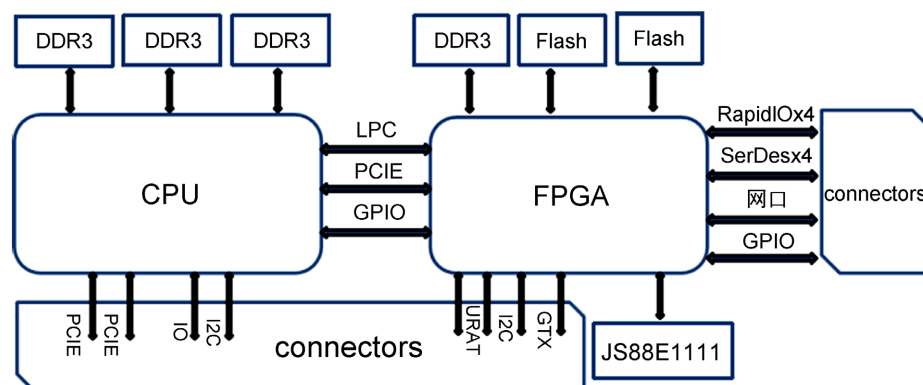 DDR3
DDR3
DDR3
DDR3
Flash
Flash
CPU
LPC
PCIE
GPIO
FPGA
RapidIOx4
SerDesx4
网口
GPIO
connectors
PCIE
PCIE
IO
I2C
URAT
I2C
GTX
connectors
JS88E1111